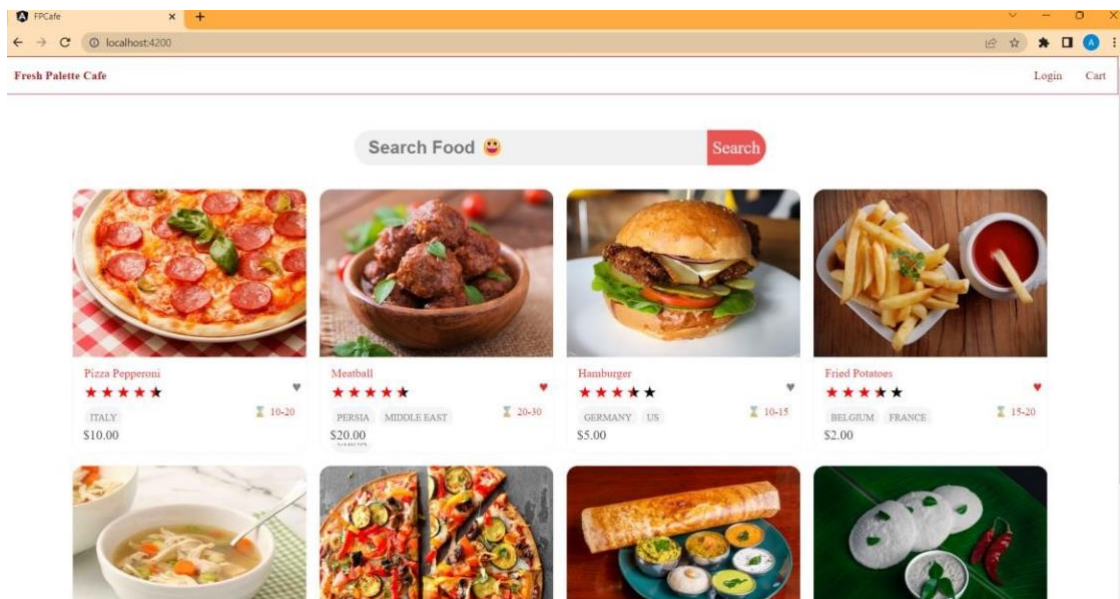 FPCafe
localhost:4200
A
Fresh Palette Cafe
Login
Cart
Search Food
Search
Pizza Pepperoni
ITALY
10-20
$10.00
Meatball
PERSIA
MIDDLE EAST
20-30
$20.00
Hamburger
GERMANY
US
10-15
$5.00
Fried Potatoes
BELGIUM
FRANCE
15-20
$2.00